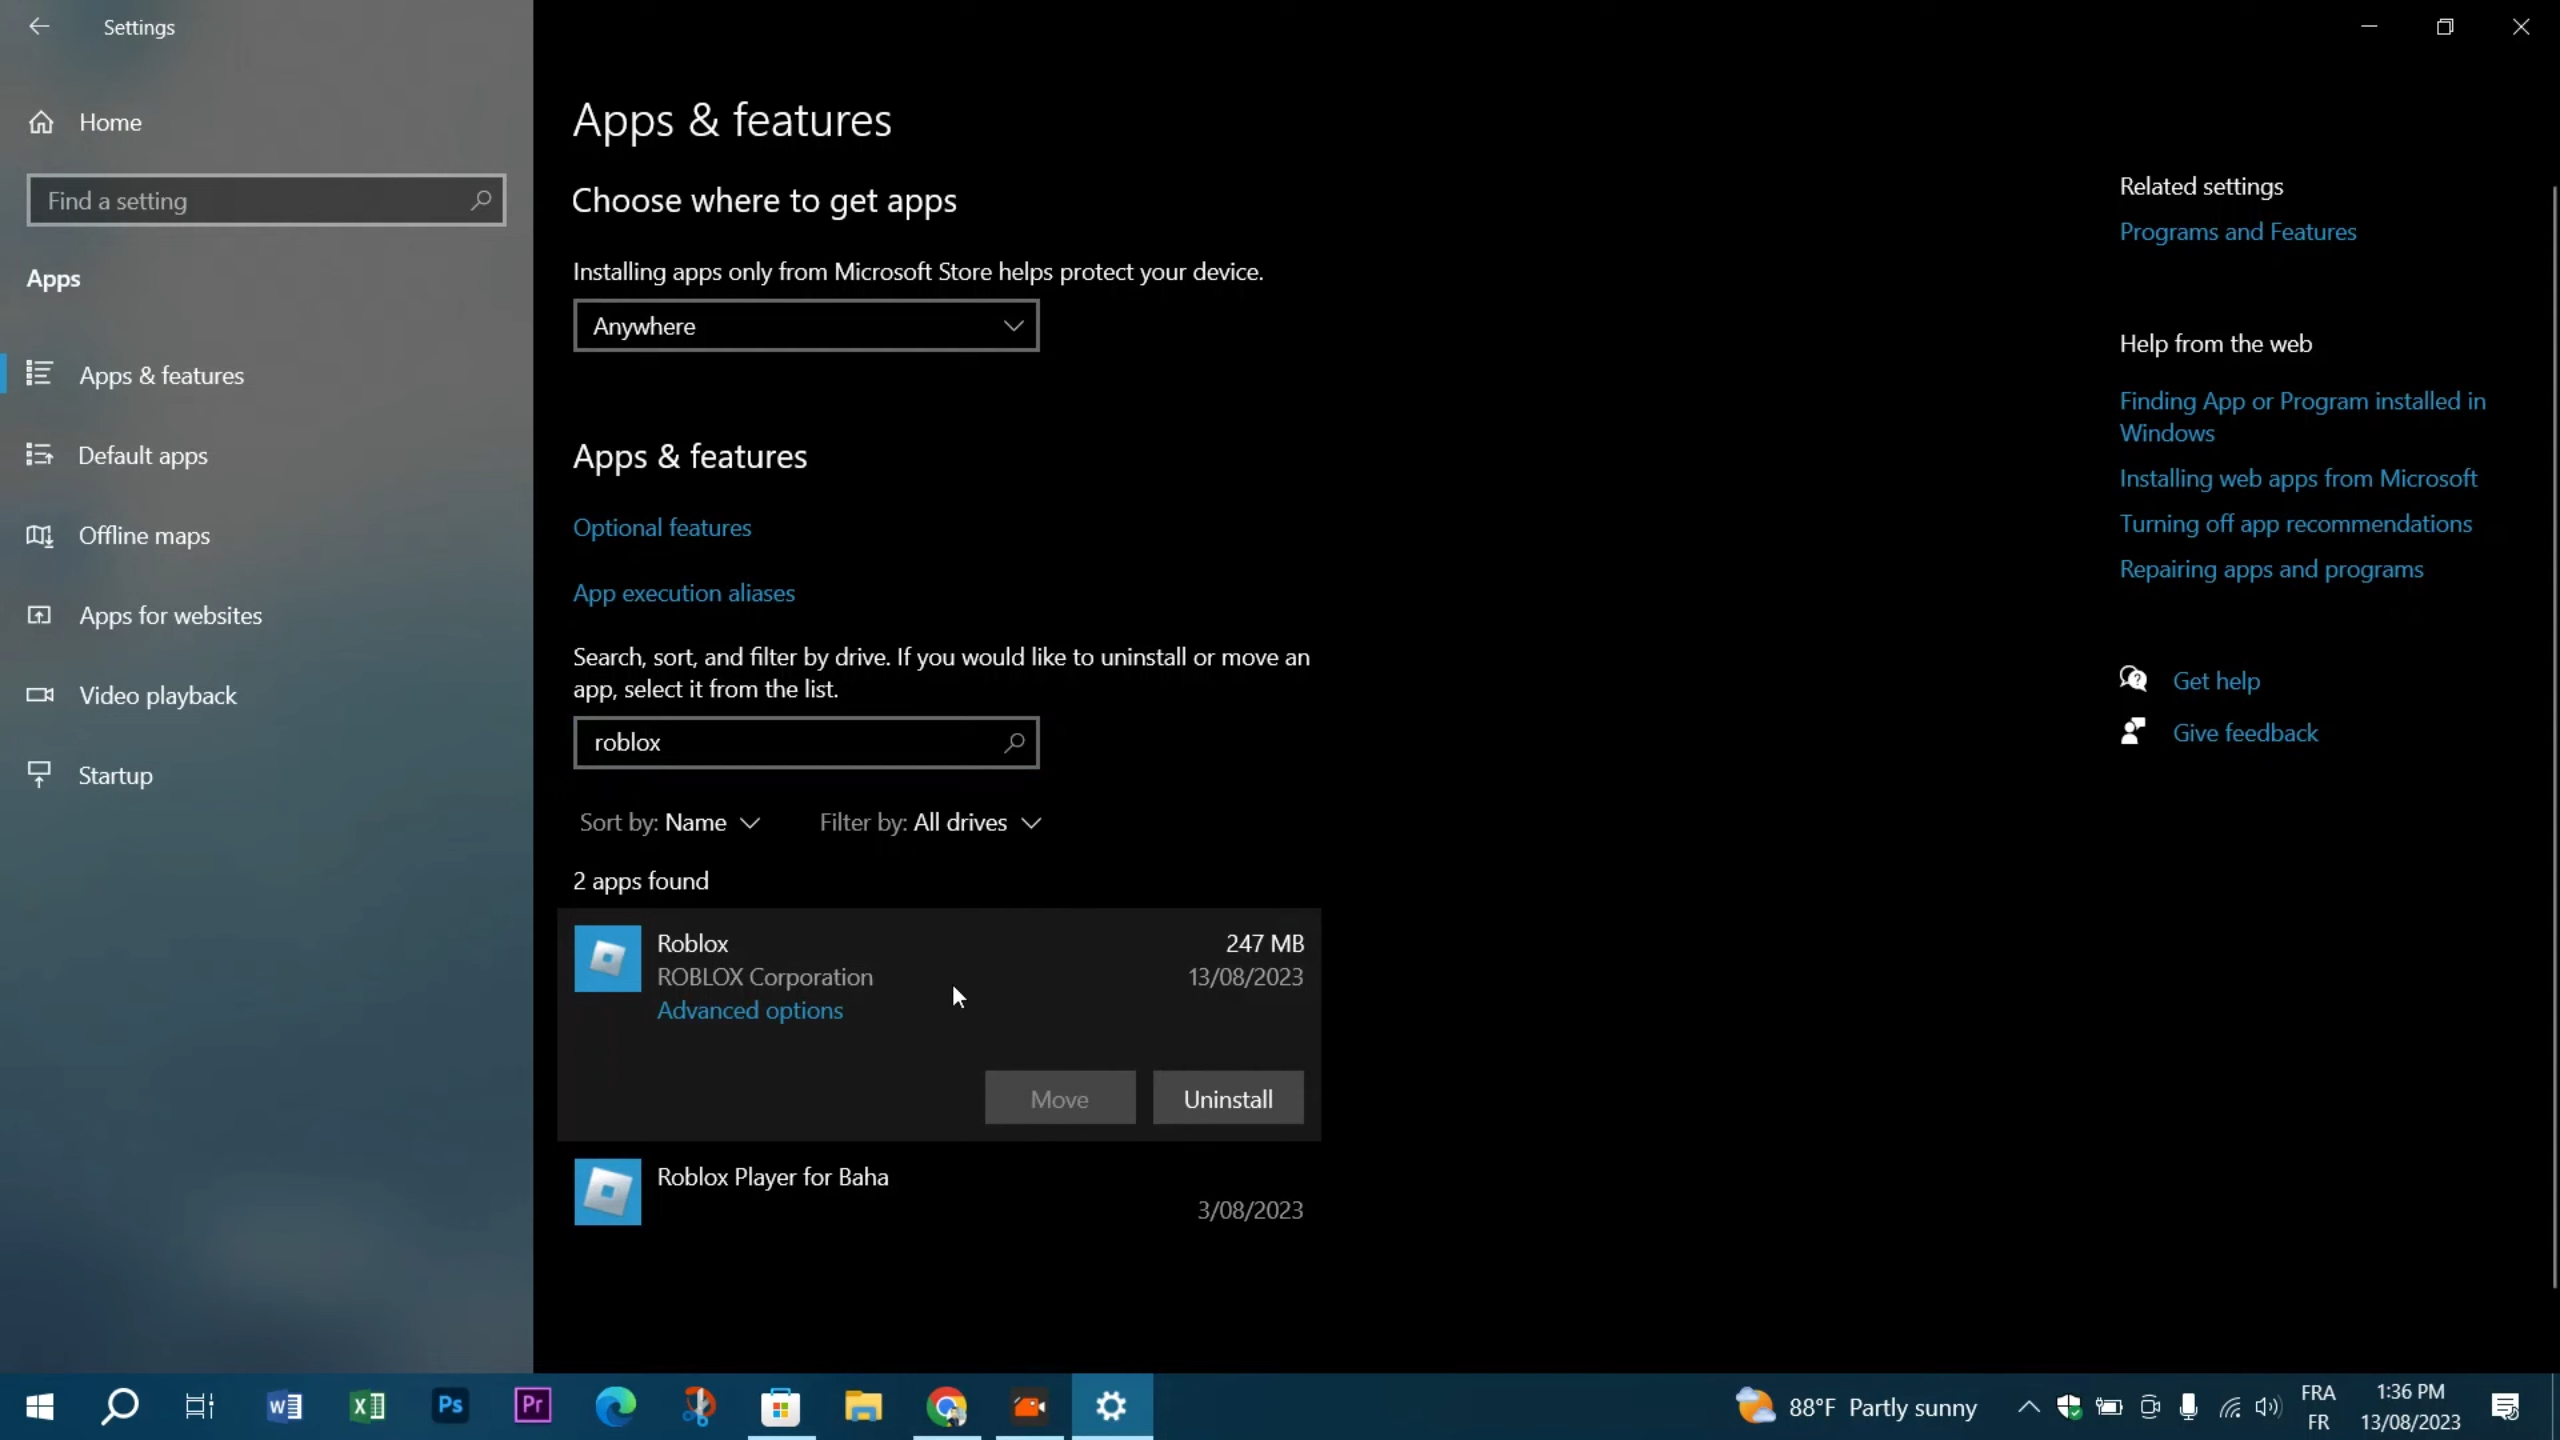 Settings
Home
Find a setting
Apps
Apps & features
Default apps
Offline maps
Apps for websites
Video playback
Startup
Apps & features
Choose where to get apps
Installing apps only from Microsoft Store helps protect your device.
Anywhere
Apps & features
Optional features
App execution aliases
Search, sort, and filter by drive. If you would like to uninstall or move an
app, select it from the list.
roblox
Sort by: Name
Filter by: All drives
2 apps found
Roblox
247 MB
ROBLOX Corporation
13/08/2023
Advanced options
Move
Uninstall
Roblox Player for Baha
3/08/2023
Related settings
Programs and Features
Help from the web
Finding App or Program installed in
Windows
Installing web apps from Microsoft
Turning off app recommendations
Repairing apps and programs
Get help
Give feedback
Ps
Pr
88°F Partly sunny
FRA
FR
1:36 PM
13/08/2023